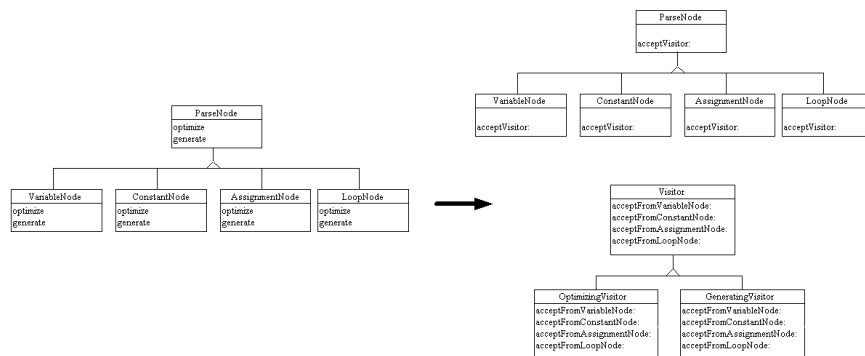 ParseNode
optimize
generate
VariableNode
optimize
generate
ConstantNode
optimize
generate
AssignmentNode
optimize
generate
LoopNode
optimize
generate
ParseNode
acceptVisitor:
VariableNode
acceptVisitor:
ConstantNode
acceptVisitor:
AssignmentNode
acceptVisitor:
LoopNode
acceptVisitor:
Visitor
acceptFromVariableNode:
acceptFromConstantNode:
acceptFromAssignmentNode:
acceptFromLoopNode:
OptimizingVisitor
acceptFromVariableNode:
acceptFromConstantNode:
acceptFromAssignmentNode:
acceptFromLoopNode:
GeneratingVisitor
acceptFromVariableNode:
acceptFromConstantNode:
acceptFromAssignmentNode:
acceptFromLoopNode: